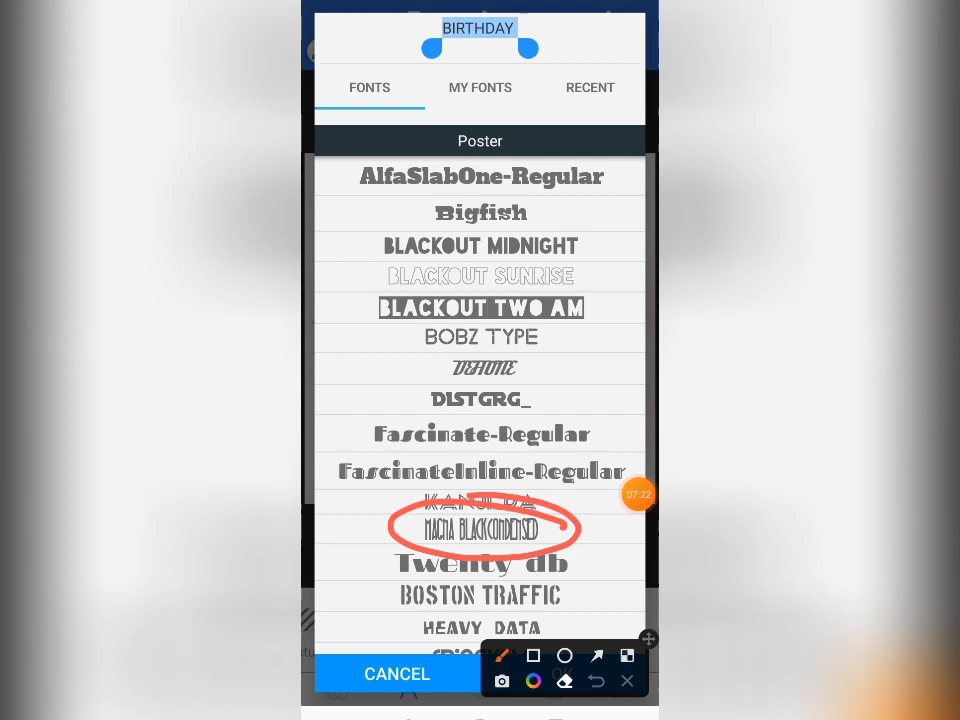 BIRTHDAY
FONTS
MY FONTS
RECENT
Poster
AlfaSlabOne-Regular
Bigfish
BLACKOUT MIDNIGHT
BLACKOUT SUNRISE
BLACKOUT TWO AM
BOBZ TYPE
DISTGRG_
Fascinate-Regular
FascinateInline-Regular
MAGNA BLACKCONDENSED
Twenty db
BOSTON TRAFFIC
HEAVY DATA
07:22
CANCEL